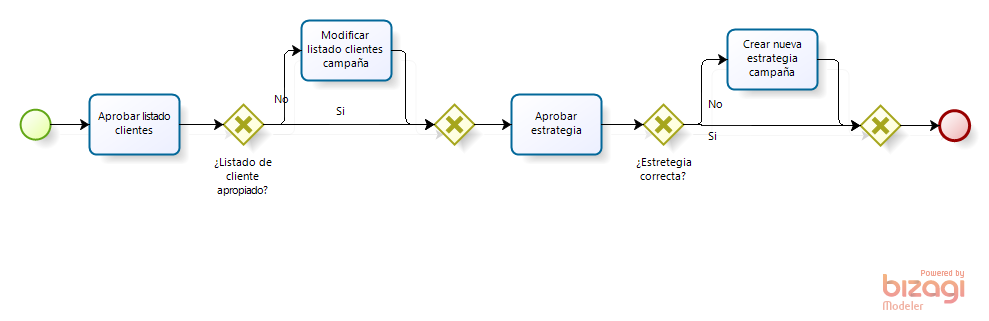 Aprobar listado
clientes
¿Listado de
cliente
apropiado?
No
Modificar
listado clientes
campaña
Si
Aprobar
estrategia
¿Estretegia
correcta?
No
Crear nueva
estrategia
campaña
Si
Powered by
bizagi
Modeler